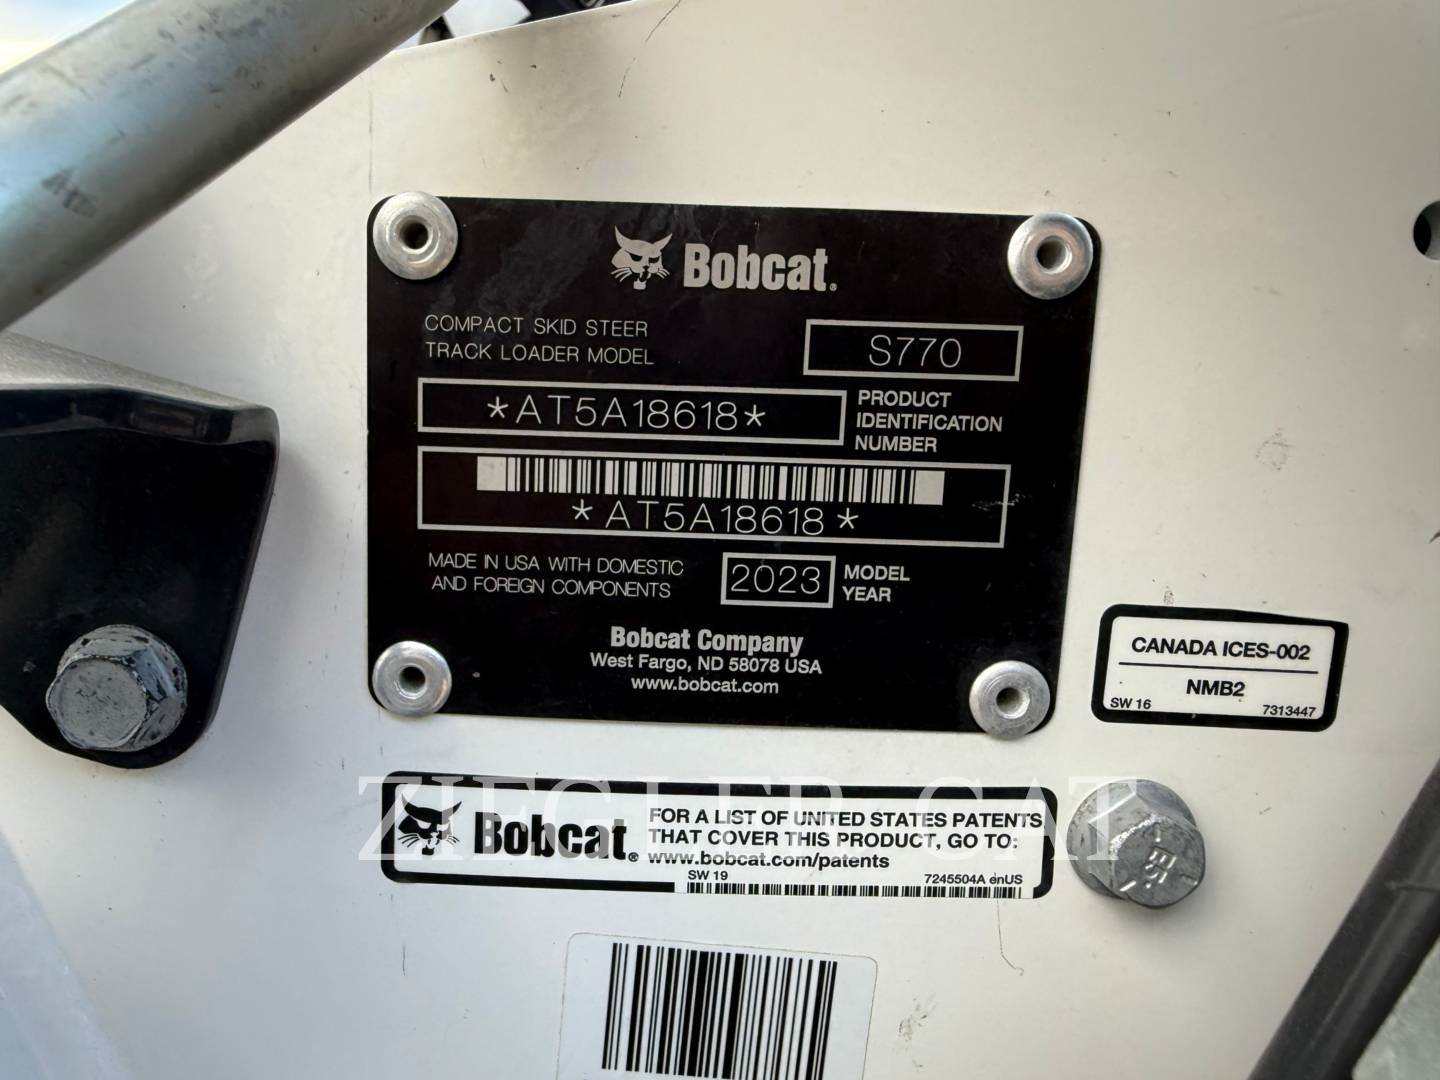 Bobcat®
COMPACT SKID STEER
TRACK LOADER MODEL
S770
*AT5A18618*
PRODUCT
IDENTIFICATION
NUMBER
*AT5A18618*
MADE IN USA WITH DOMESTIC
AND FOREIGN COMPONENTS
2023
MODEL
YEAR
Bobcat Company
West Fargo, ND 58078 USA
www.bobcat.com
CANADA ICES-002
NMB2
SW 16
7313447
ZIEGLER CAT
Bobcat®
FOR A LIST OF UNITED STATES PATENTS
THAT COVER THIS PRODUCT, GO TO:
www.bobcat.com/patents
SW 19
7245504A enUS